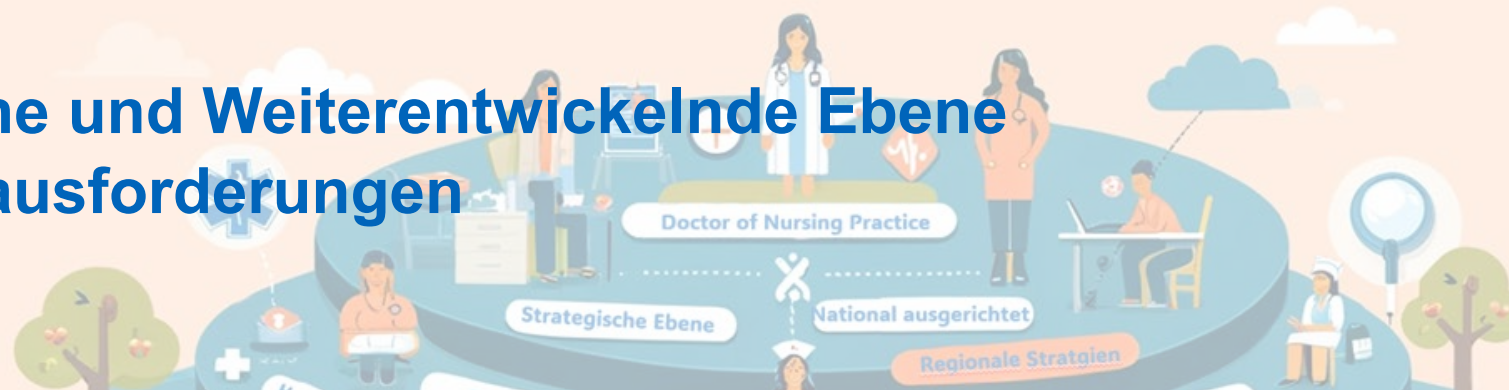 ne und Weiterentwickelnde Ebene
ausforderungen
Doctor of Nursing Practice
Strategische Ebene
National ausgerichtet
Regionale Stratgien